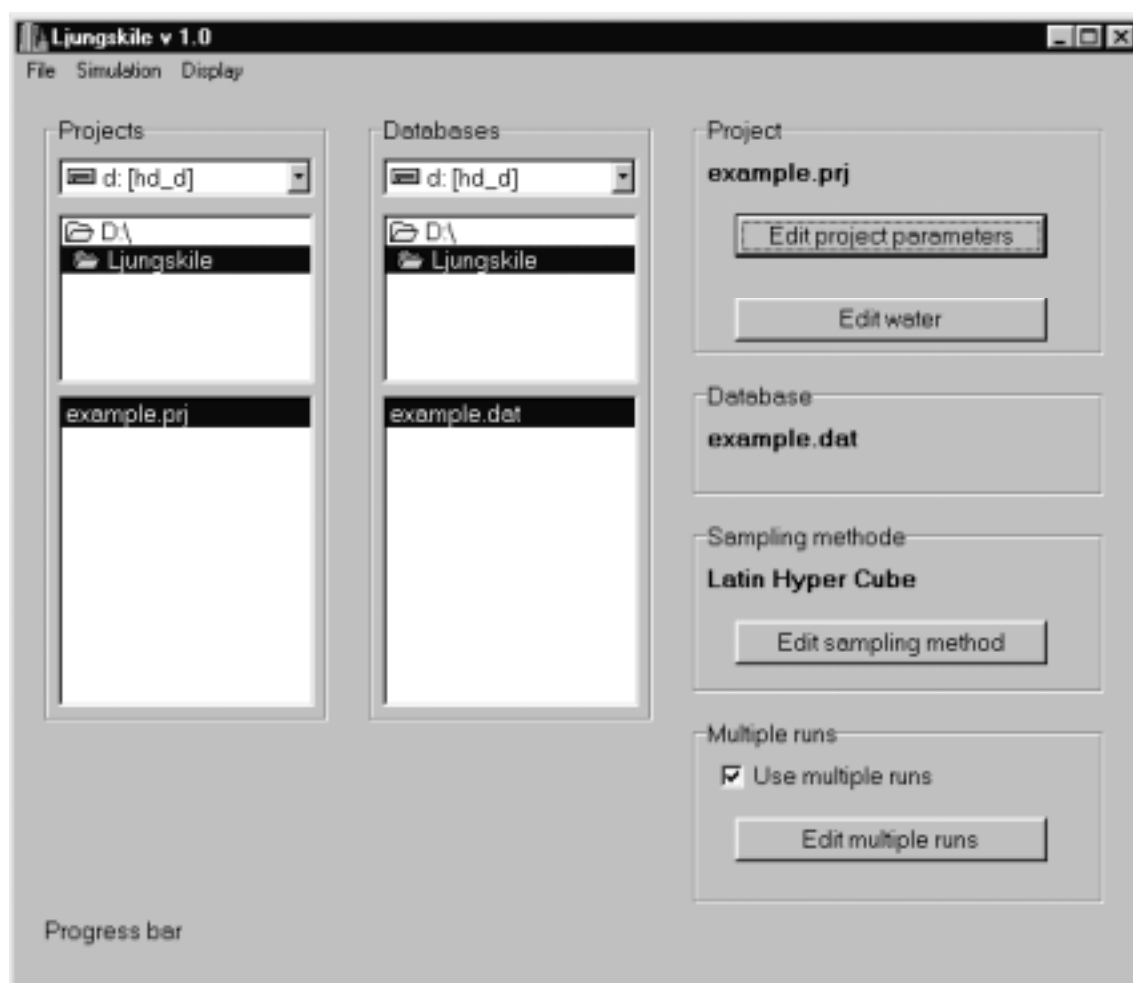 Ljungskile v 1.0
File Simulation Display
Projects
d: [hd_d]
D:\
Ljungskile
example.prj
Databases
d: [hd_d]
D:\
Ljungskile
example.dat
Project
example.prj
Edit project parameters
Edit water
Database
example.dat
Sampling methode
Latin Hyper Cube
Edit sampling method
Multiple runs
Use multiple runs
Edit multiple runs
Progress bar